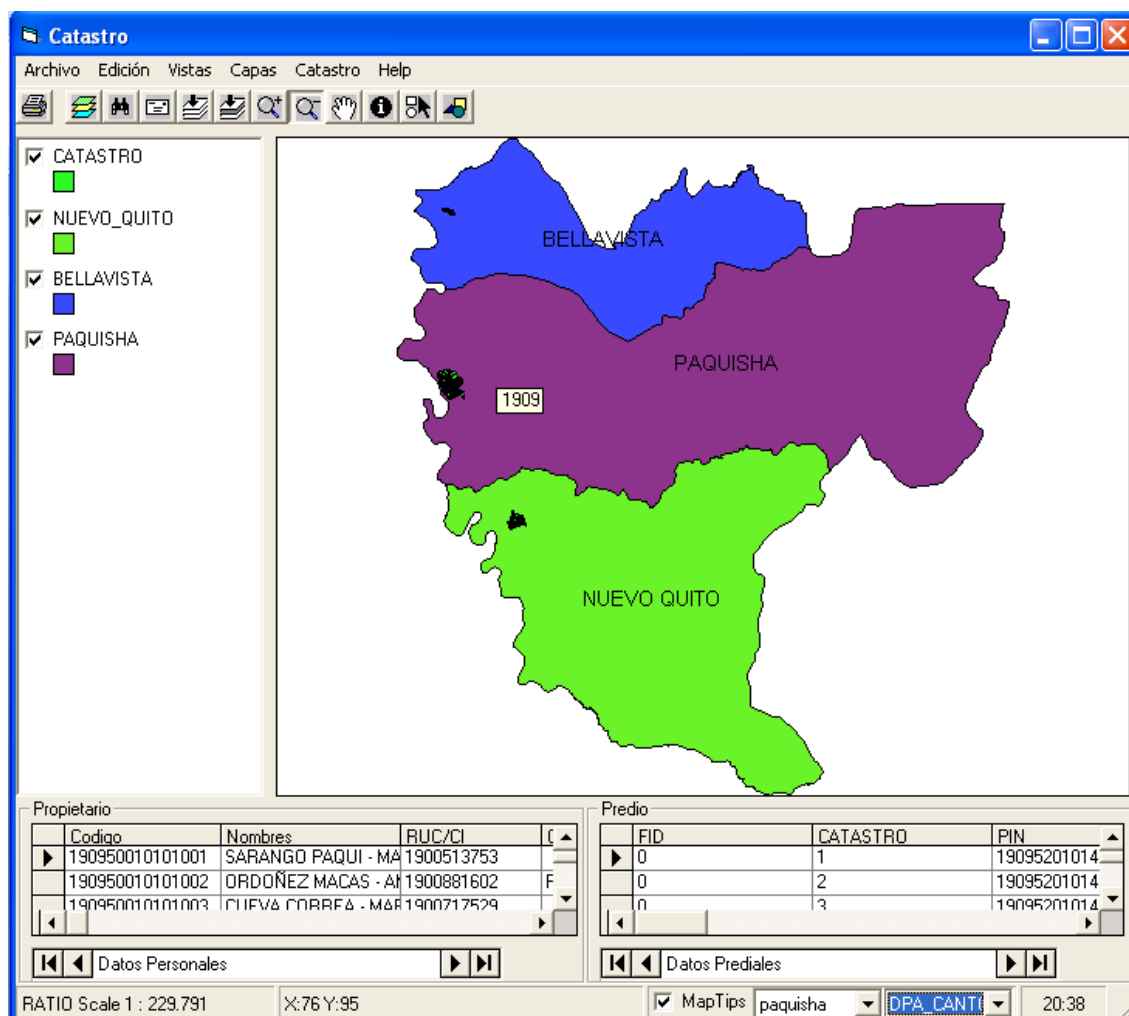 Catastro
Archivo Edición Vistas Capas Catastro Help
CATASTRO
NUEVO_QUITO
BELLAVISTA
PAQUISHA
BELLAVISTA
PAQUISHA
1909
NUEVO QUITO
Propietario
Codigo Nombres RUC/CI
190950010101001 SARANGO PAQUI - MA 1900513753
190950010101002 ORDOÑEZ MACAS - AN 1900881602
190950010101003 CUEVA CORREA - MAR 1900717529
Datos Personales
Predio
FID CATASTRO PIN
0 1 19095201014
0 2 19095201014
0 3 19095201014
Datos Prediales
RATIO Scale 1 : 229.791 X:76 Y:95 MapTips paquisha DPA_CANT 20:38